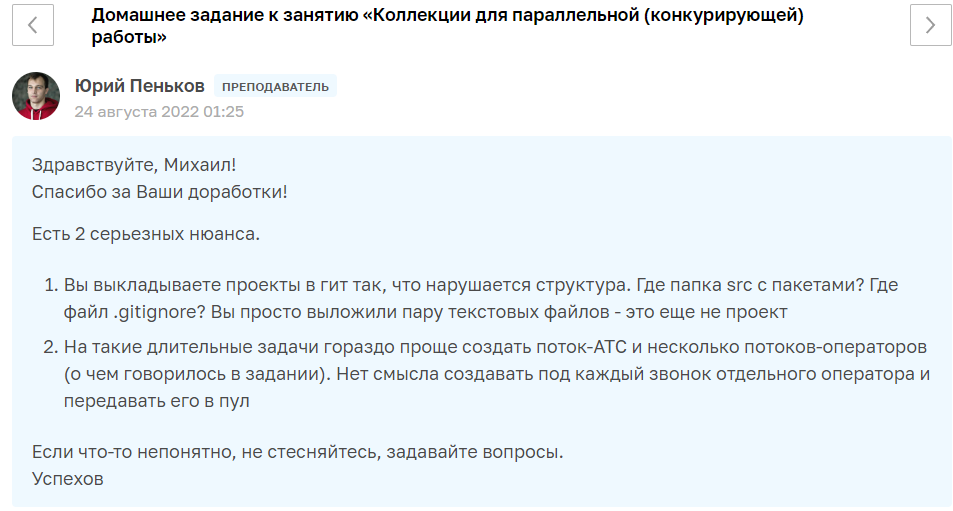 Домашнее задание к занятию «Коллекции для параллельной (конкурирующей)
работы»
Юрий Пеньков ПРЕПОДАВАТЕЛЬ
24 августа 2022 01:25
Здравствуйте, Михаил!
Спасибо за Ваши доработки!
Есть 2 серьезных нюанса.
1. Вы выкладываете проекты в гит так, что нарушается структура. Где папка src с пакетами? Где
файл .gitignore? Вы просто выложили пару текстовых файлов - это еще не проект
2. На такие длительные задачи гораздо проще создать поток-АТС и несколько потоков-операторов
(о чем говорилось в задании). Нет смысла создавать под каждый звонок отдельного оператора и
передавать его в пул
Если что-то непонятно, не стесняйтесь, задавайте вопросы.
Успехов